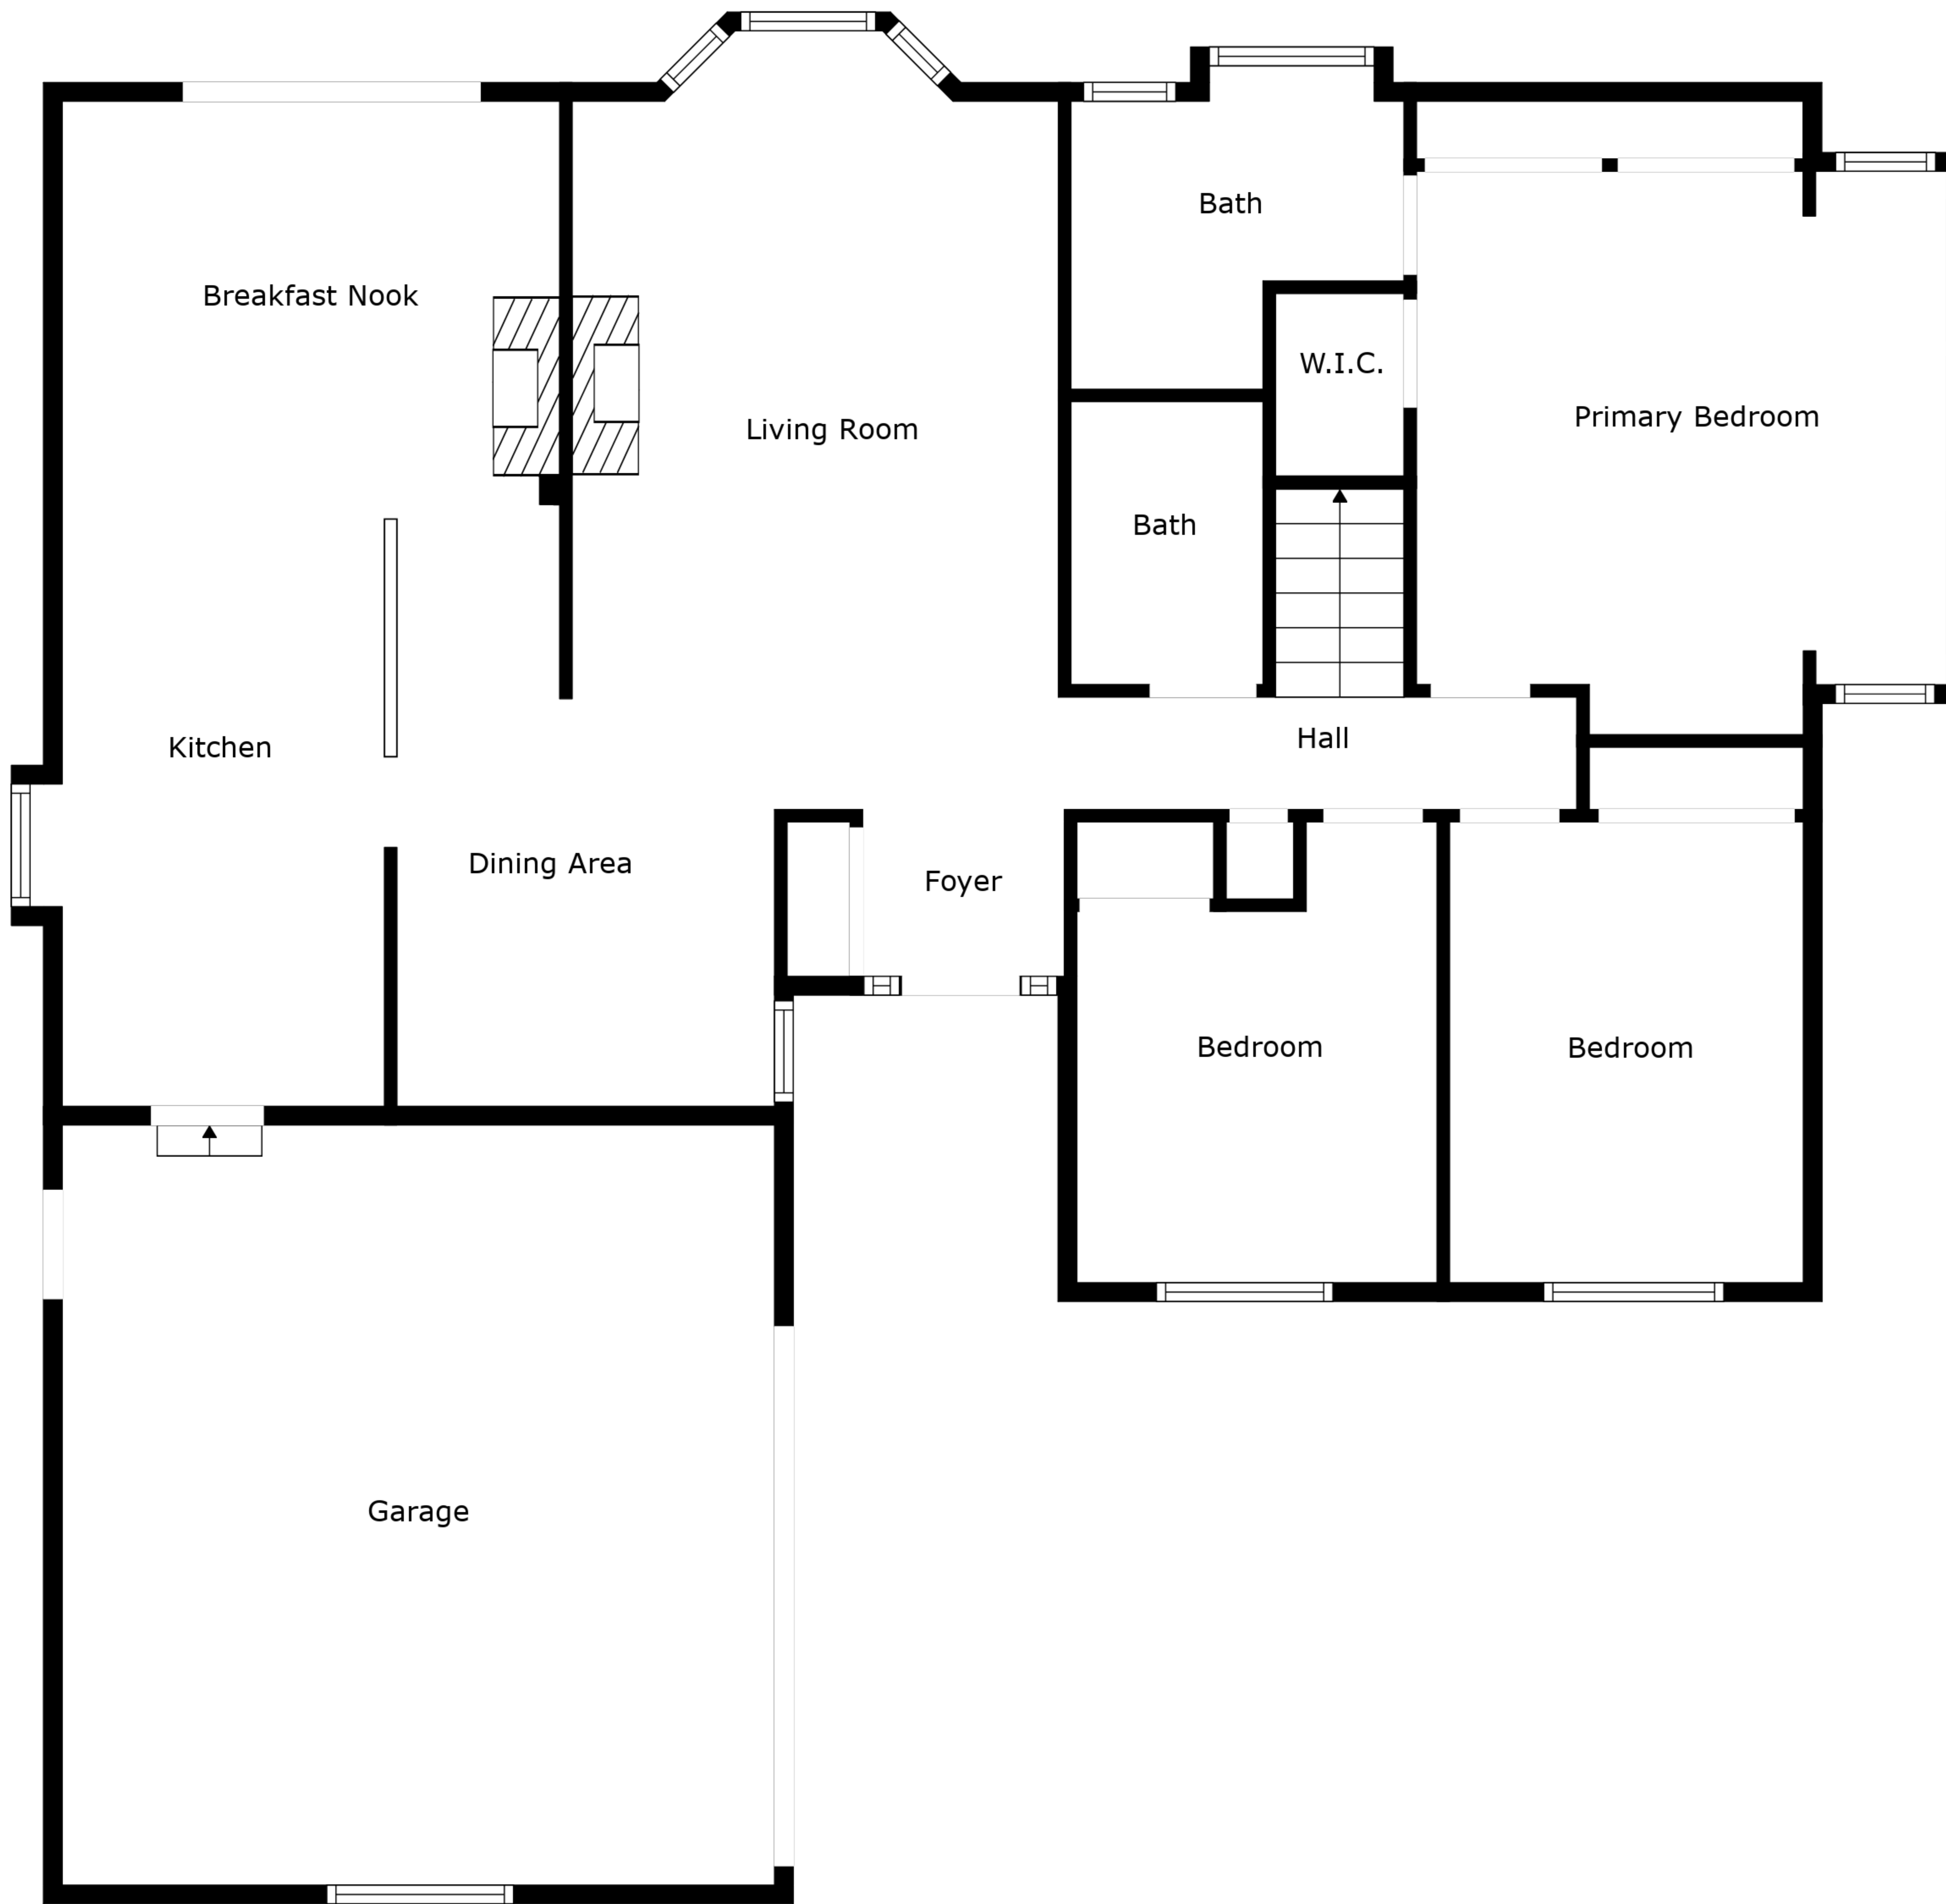 Bath
Breakfast Nook
W.I.C.
Living Room
Primary Bedroom
Bath
Kitchen
Hall
Dining Area
Foyer
Bedroom
Bedroom
Garage